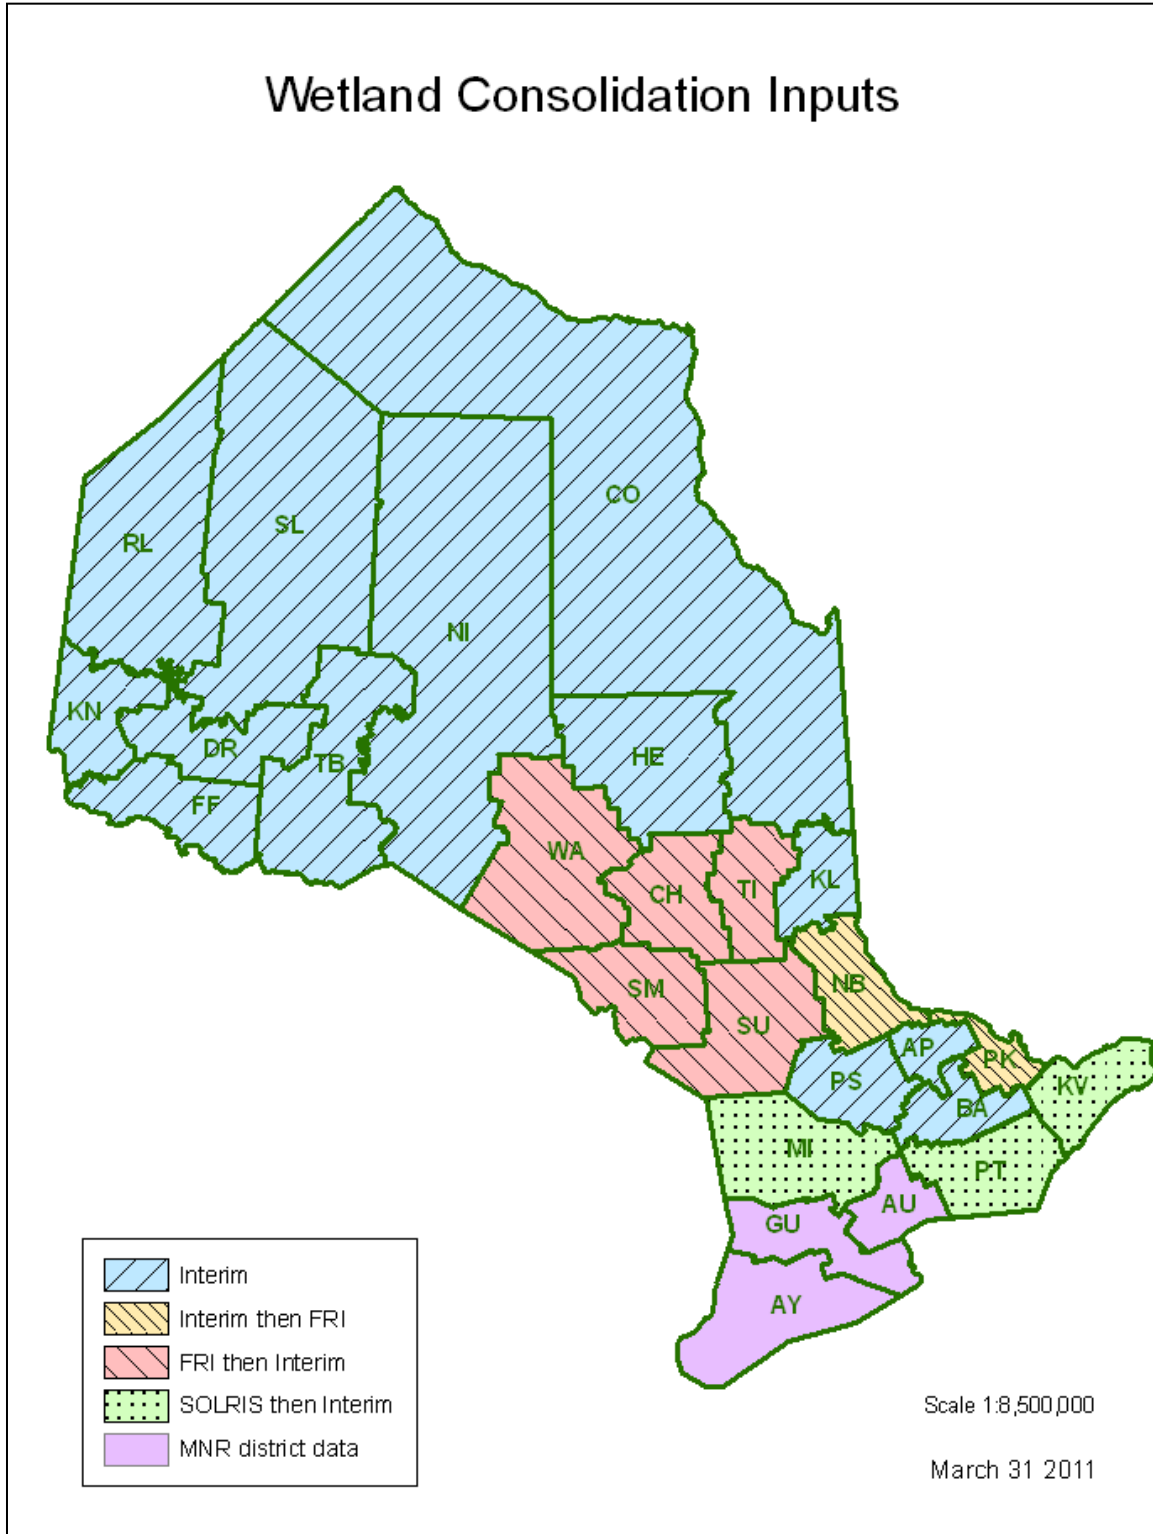 Wetland Consolidation Inputs
CO
SL
RL
NI
KN
DR
TB
HE
FF
WA
CH
TI
KL
NB
SM
SU
AP
PK
PS
KV
BA
MI
PT
AU
GU
AY
Interim
Interim then FRI
FRI then Interim
SOLRIS then Interim
MNR district data
Scale 1:8,500,000
March 31 2011